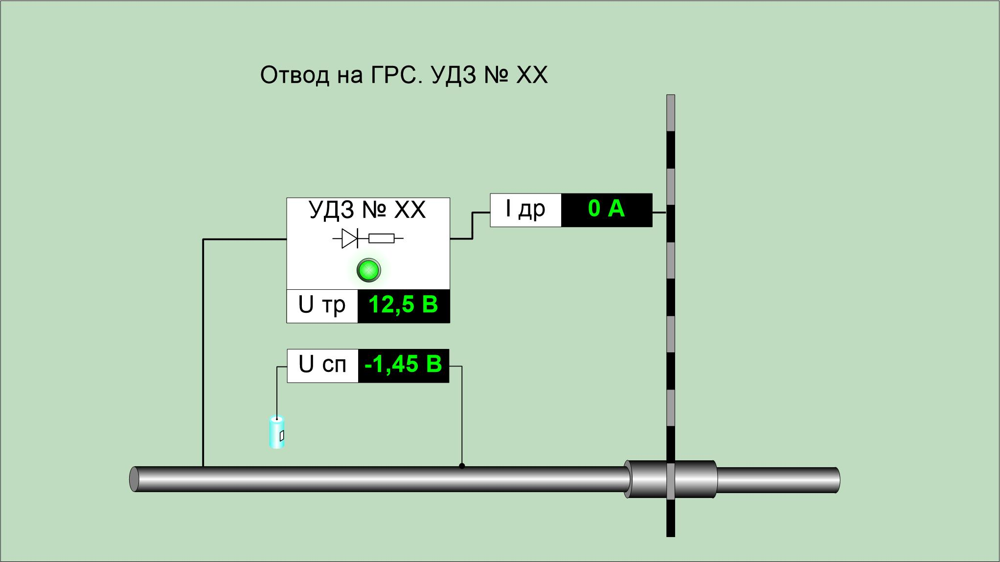 Отвод на ГРС. УДЗ № ХХ
УДЗ № ХХ
I др 0 А
U тр 12,5 В
U сп -1,45 В